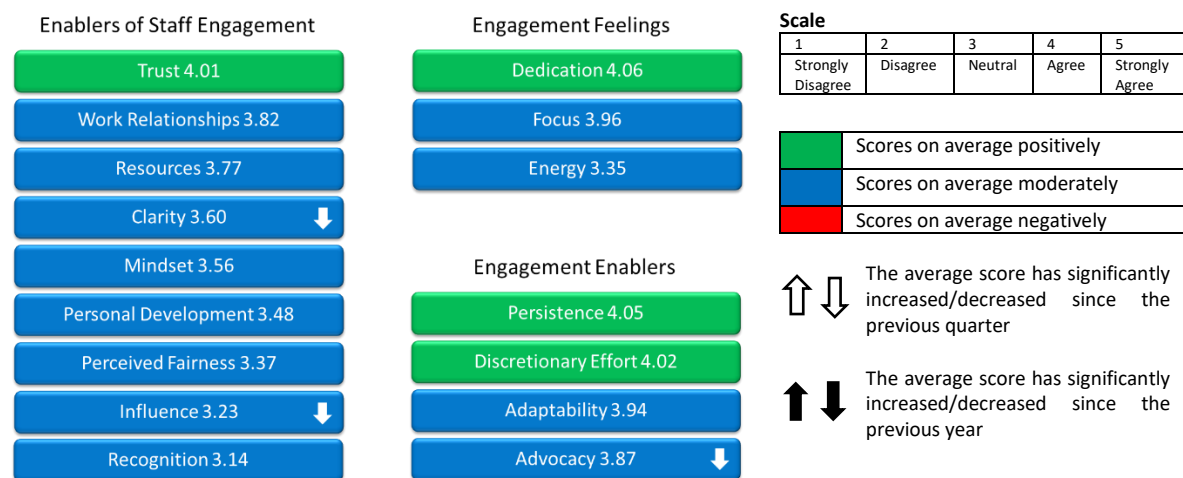 Enablers of Staff Engagement
Trust 4.01
Work Relationships 3.82
Resources 3.77
Clarity 3.60
Mindset 3.56
Personal Development 3.48
Perceived Fairness 3.37
Influence 3.23
Recognition 3.14
Engagement Feelings
Dedication 4.06
Focus 3.96
Energy 3.35
Engagement Enablers
Persistence 4.05
Discretionary Effort 4.02
Adaptability 3.94
Advocacy 3.87
Scale
1 2 3 4 5
Strongly Disagree Neutral Agree Strongly
Disagree Agree
Scores on average positively
Scores on average moderately
Scores on average negatively
The average score has significantly
increased/decreased since the
previous quarter
The average score has significantly
increased/decreased since the
previous year